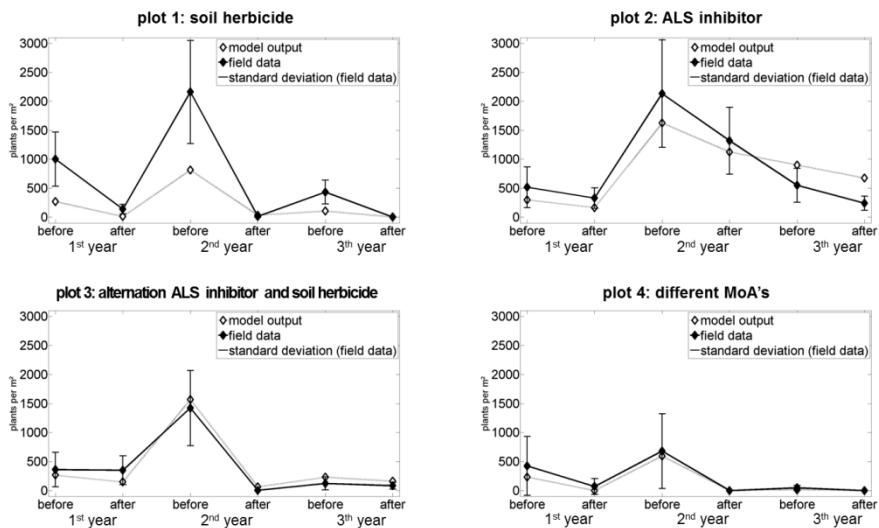 plot 1: soil herbicide
3000
2500
2000
1500
1000
500
0
plants per m²
model output
field data
standard deviation (field data)
before after before after before after
1st year 2nd year 3th year
plot 2: ALS inhibitor
3000
2500
2000
1500
1000
500
0
plants per m²
model output
field data
standard deviation (field data)
before after before after before after
1st year 2nd year 3th year
plot 3: alternation ALS inhibitor and soil herbicide
3000
2500
2000
1500
1000
500
0
plants per m²
model output
field data
standard deviation (field data)
before after before after before after
1st year 2nd year 3th year
plot 4: different MoA's
3000
2500
2000
1500
1000
500
0
plants per m²
model output
field data
standard deviation (field data)
before after before after before after
1st year 2nd year 3th year